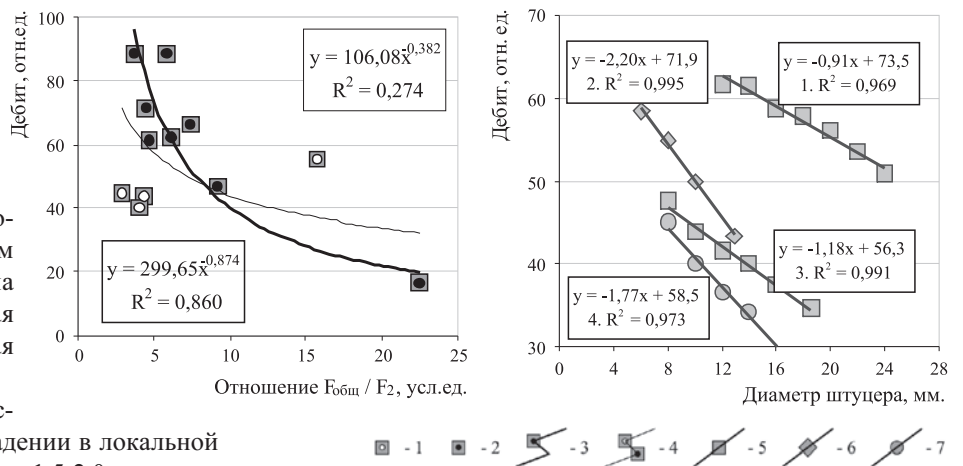 Дебит, отн.ед.
100
80
60
40
20
0
y = 106,08x^-0,382
R² = 0,274
y = 299,65x^-0,874
R² = 0,860
0 5 10 15 20 25
Отношение Fобщ / F2, усл.ед.
Дебит, отн. ед.
70
60
50
40
30
y = -2,20x + 71,9
2. R² = 0,995
y = -0,91x + 73,5
1. R² = 0,969
y = -1,18x + 56,3
3. R² = 0,991
y = -1,77x + 58,5
4. R² = 0,973
0 4 8 12 16 20 24 28
Диаметр штуцера, мм.
- 1 - 2 - 3 - 4 - 5 - 6 - 7
о-
м
на
ая
ая
с-
адении в локальной